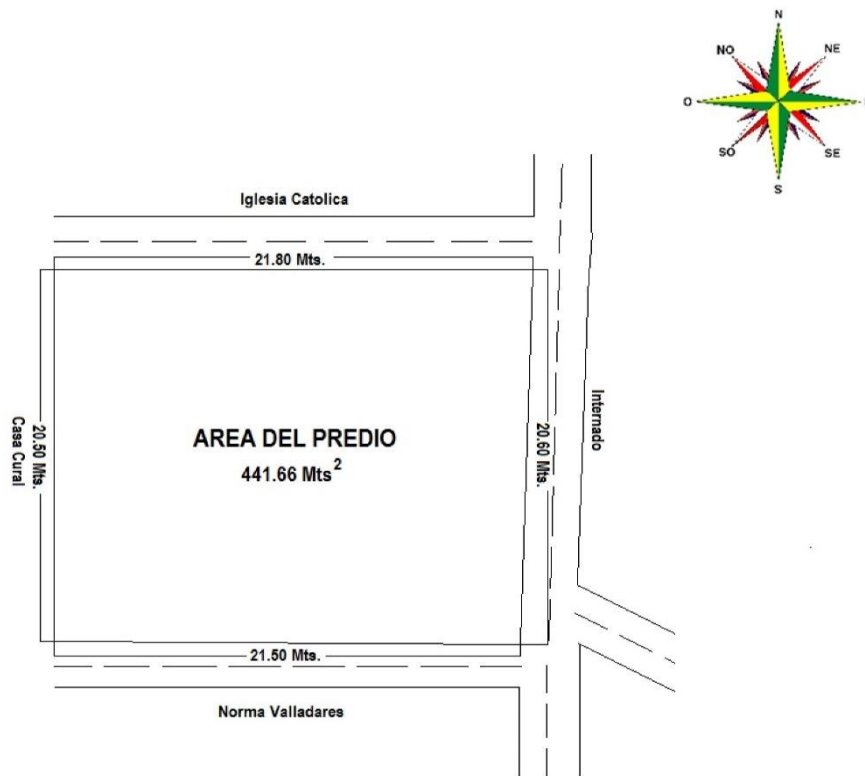 N
NO
NE
O
SO
SE
S
Iglesia Catolica
21.80 Mts.
Internado
20.50 Mts.
Casa Cural
20.60 Mts.
AREA DEL PREDIO
441.66 Mts²
21.50 Mts.
Norma Valladares